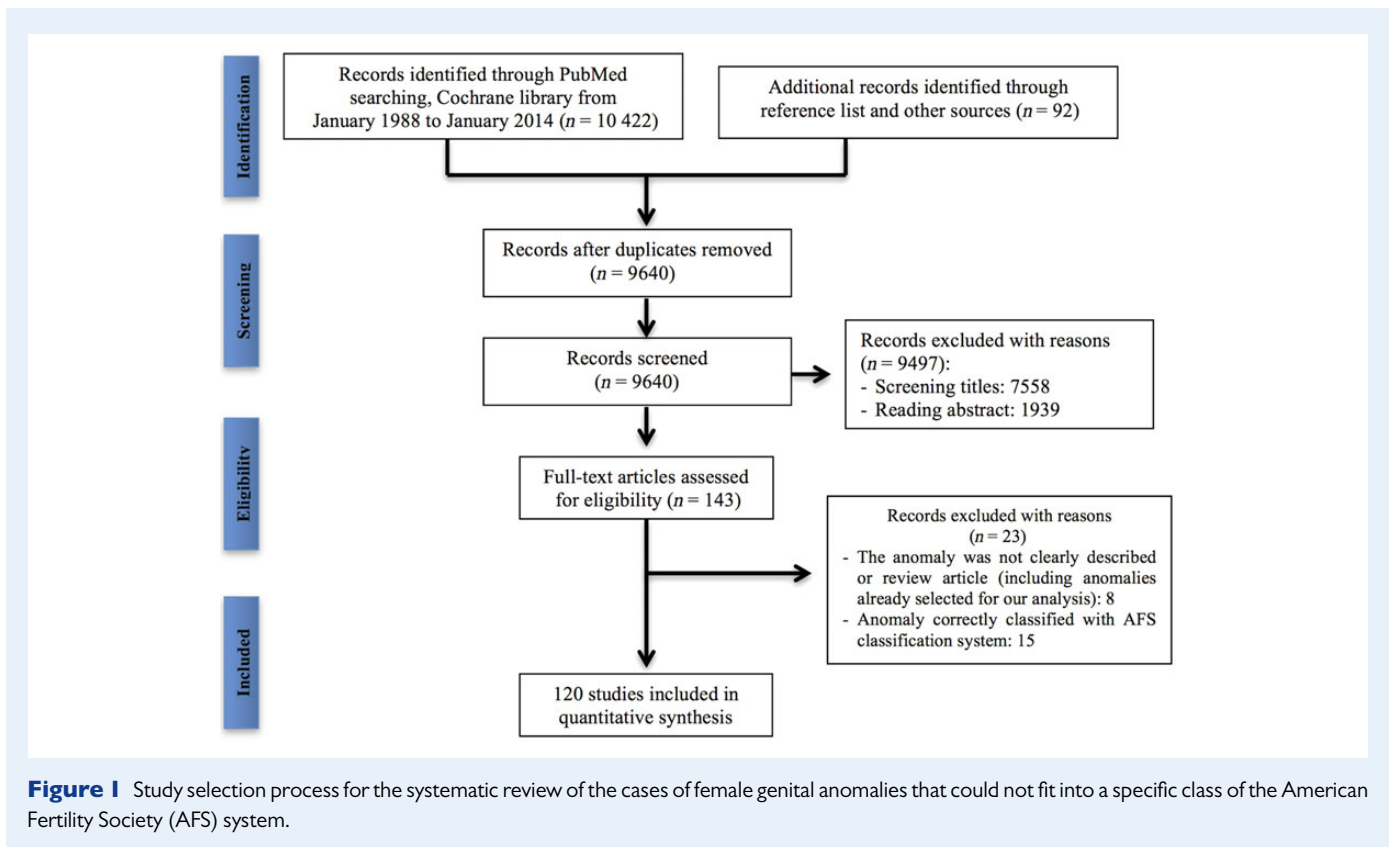 Identification
Records identified through PubMed
searching, Cochrane library from
January 1988 to January 2014 (n = 10 422)
Additional records identified through
reference list and other sources (n = 92)
Screening
Records after duplicates removed
(n = 9640)
Records screened
(n = 9640)
Records excluded with reasons
(n = 9497):
- Screening titles: 7558
- Reading abstract: 1939
Eligibility
Full-text articles assessed
for eligibility (n = 143)
Records excluded with reasons
(n = 23)
- The anomaly was not clearly described
or review article (including anomalies
already selected for our analysis): 8
- Anomaly correctly classified with AFS
classification system: 15
Included
120 studies included in
quantitative synthesis
Figure 1 Study selection process for the systematic review of the cases of female genital anomalies that could not fit into a specific class of the American
Fertility Society (AFS) system.